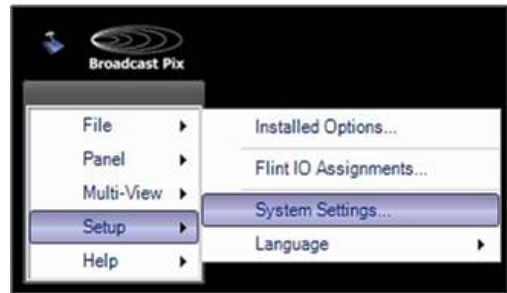 Broadcast Pix
File
Panel
Multi-View
Setup
Help
Installed Options...
Flint IO Assignments...
System Settings...
Language